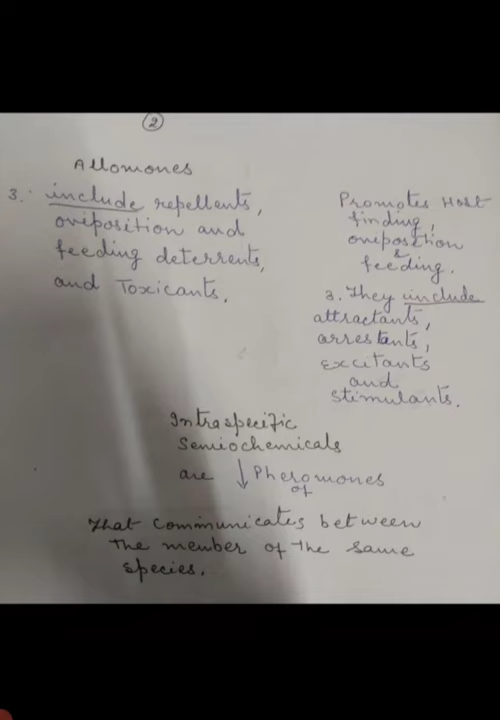 2
Allomones
3. include repellents,
oviposition and
feeding deterrents,
and Toxicants.
Promotes Host
finding,
oviposition
&
feeding.
3. They include
attractants,
arrestants,
excitants
and
stimulants.
Intraspecific
Semiochemicals
are ↓ Pheromones
of
That communicates between
the member of the same
species.